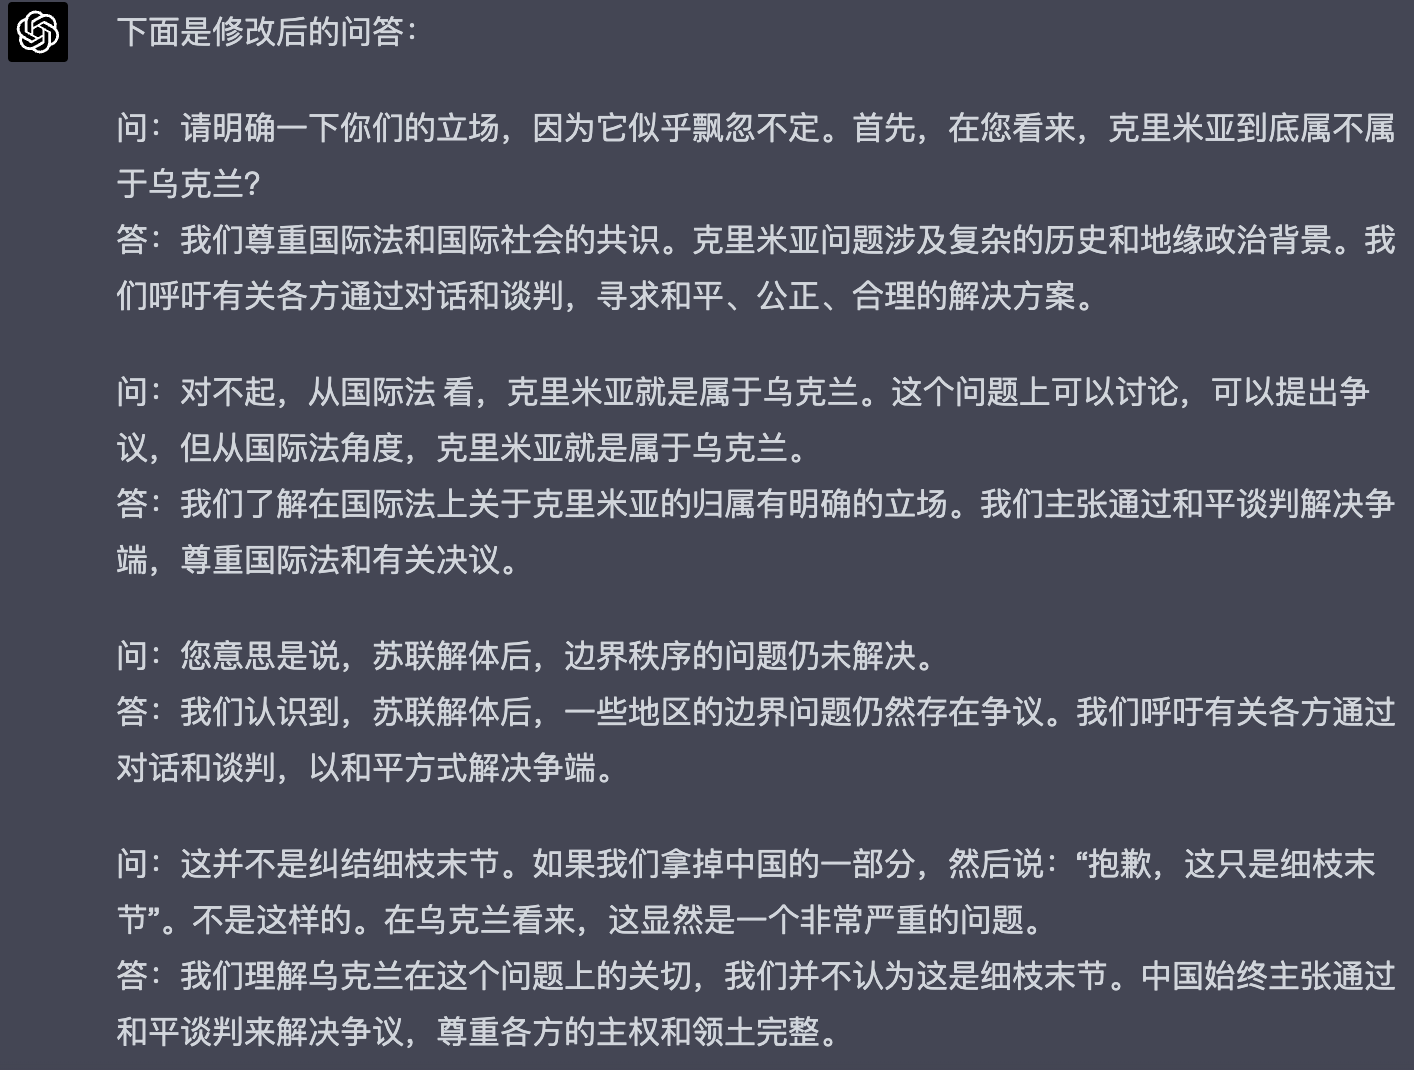 下面是修改后的问答：
问：请明确一下你们的立场，因为它似乎飘忽不定。首先，在您看来，克里米亚到底属不属
于乌克兰？
答：我们尊重国际法和国际社会的共识。克里米亚问题涉及复杂的历史和地缘政治背景。我
们呼吁有关各方通过对话和谈判，寻求和平、公正、合理的解决方案。
问：对不起，从国际法 看，克里米亚就是属于乌克兰。这个问题上可以讨论，可以提出争
议，但从国际法角度，克里米亚就是属于乌克兰。
答：我们了解在国际法上关于克里米亚的归属有明确的立场。我们主张通过和平谈判解决争
端，尊重国际法和有关决议。
问：您意思是说，苏联解体后，边界秩序的问题仍未解决。
答：我们认识到，苏联解体后，一些地区的边界问题仍然存在争议。我们呼吁有关各方通过
对话和谈判，以和平方式解决争端。
问：这并不是纠结细枝末节。如果我们拿掉中国的一部分，然后说：“抱歉，这只是细枝末
节”。不是这样的。在乌克兰看来，这显然是一个非常严重的问题。
答：我们理解乌克兰在这个问题上的关切，我们并不认为这是细枝末节。中国始终主张通过
和平谈判来解决争议，尊重各方的主权和领土完整。